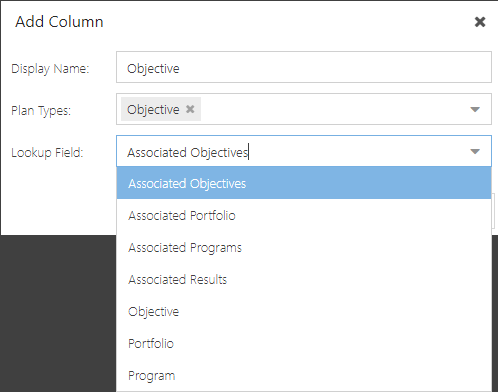 Add Column
Display Name: Objective
Plan Types: Objective
Lookup Field: Associated Objectives
Associated Objectives
Associated Portfolio
Associated Programs
Associated Results
Objective
Portfolio
Program